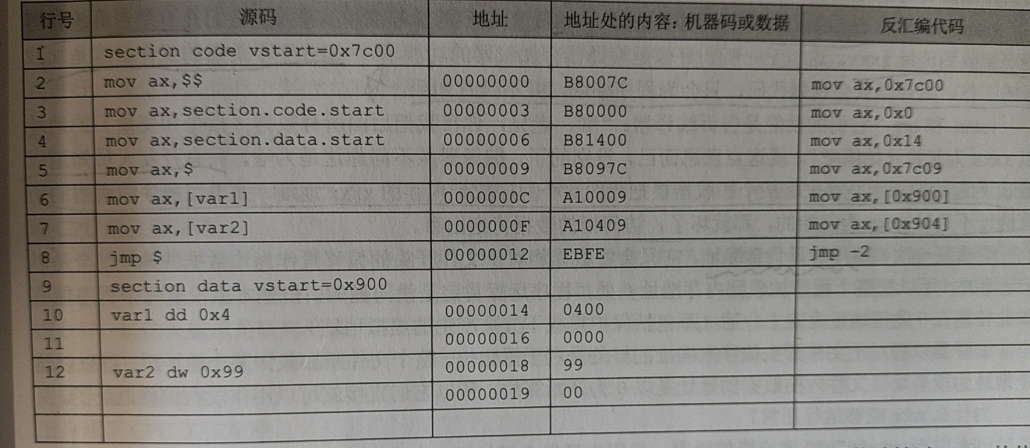 行号 源码 地址 地址处的内容：机器码或数据 反汇编代码
1 section code vstart=0x7c00
2 mov ax,$$ 00000000 B8007C mov ax,0x7c00
3 mov ax,section.code.start 00000003 B80000 mov ax,0x0
4 mov ax,section.data.start 00000006 B81400 mov ax,0x14
5 mov ax,$ 00000009 B8097C mov ax,0x7c09
6 mov ax,[var1] 0000000C A10009 mov ax,[0x900]
7 mov ax,[var2] 0000000F A10409 mov ax,[0x904]
8 jmp $ 00000012 EBFE jmp -2
9 section data vstart=0x900
10 var1 dd 0x4 00000014 0400
11 00000016 0000
12 var2 dw 0x99 00000018 99
00000019 00